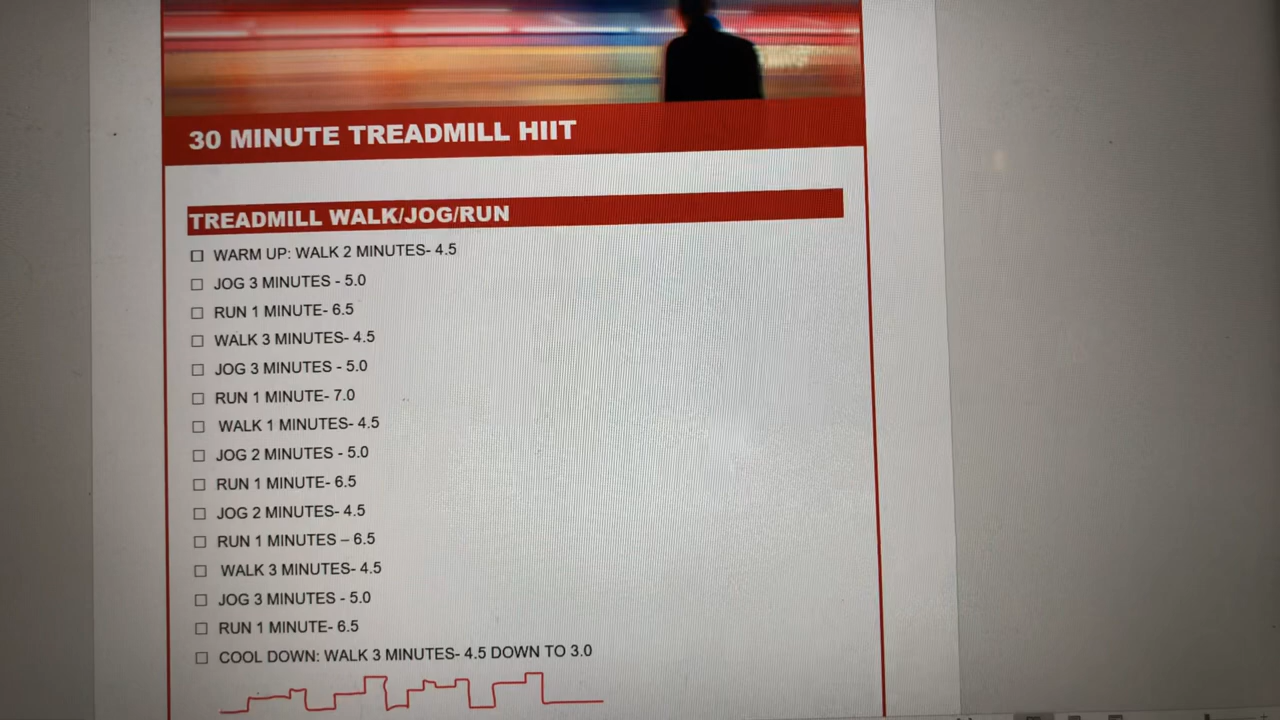 30 MINUTE TREADMILL HIIT
TREADMILL WALK/JOG/RUN
☐ WARM UP: WALK 2 MINUTES- 4.5
☐ JOG 3 MINUTES - 5.0
☐ RUN 1 MINUTE- 6.5
☐ WALK 3 MINUTES- 4.5
☐ JOG 3 MINUTES - 5.0
☐ RUN 1 MINUTE- 7.0
☐ WALK 1 MINUTES- 4.5
☐ JOG 2 MINUTES - 5.0
☐ RUN 1 MINUTE- 6.5
☐ JOG 2 MINUTES- 4.5
☐ RUN 1 MINUTES – 6.5
☐ WALK 3 MINUTES- 4.5
☐ JOG 3 MINUTES - 5.0
☐ RUN 1 MINUTE- 6.5
☐ COOL DOWN: WALK 3 MINUTES- 4.5 DOWN TO 3.0